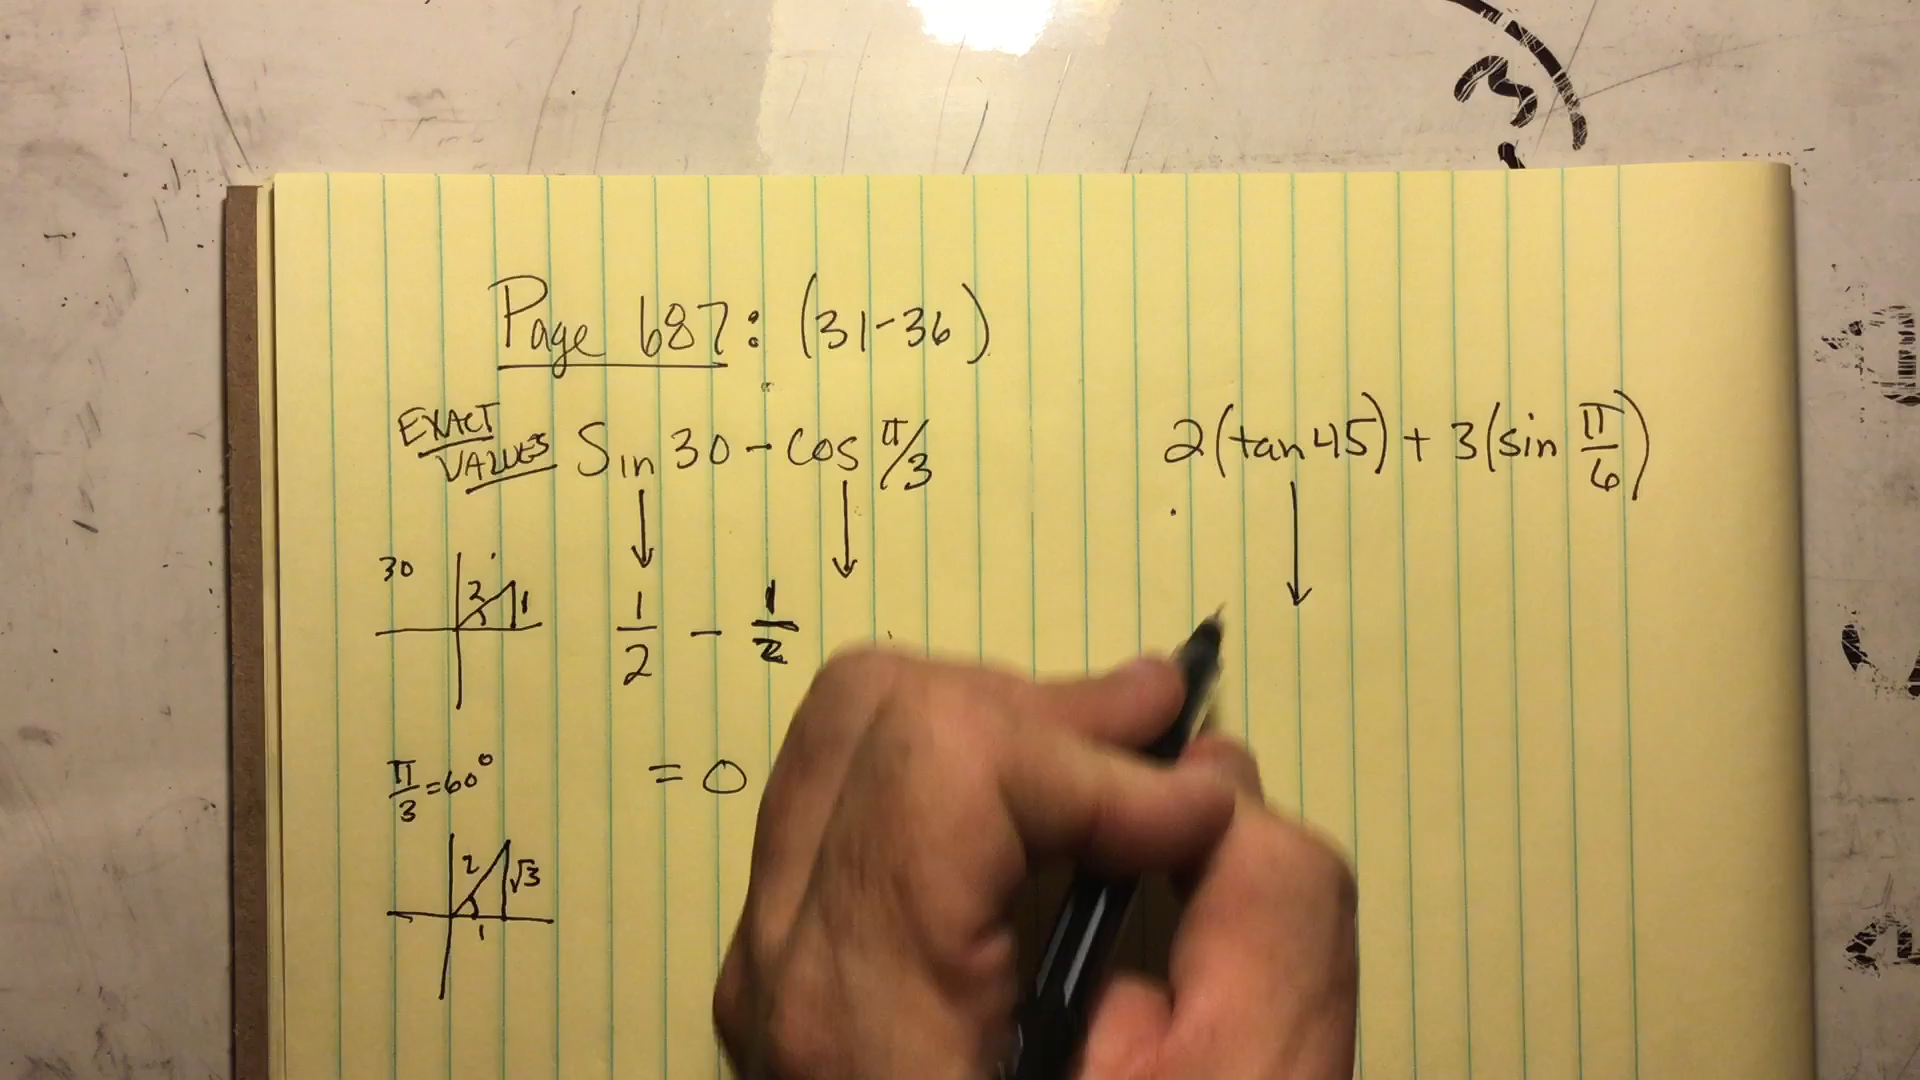 Page 687: (31-36)
EXACT VALUES
Sin 30 - cos π/3
2(tan 45) + 3(sin π/6)
30
2
1
1/2 - 1/2
π/3 = 60°
= 0
2
√3
1